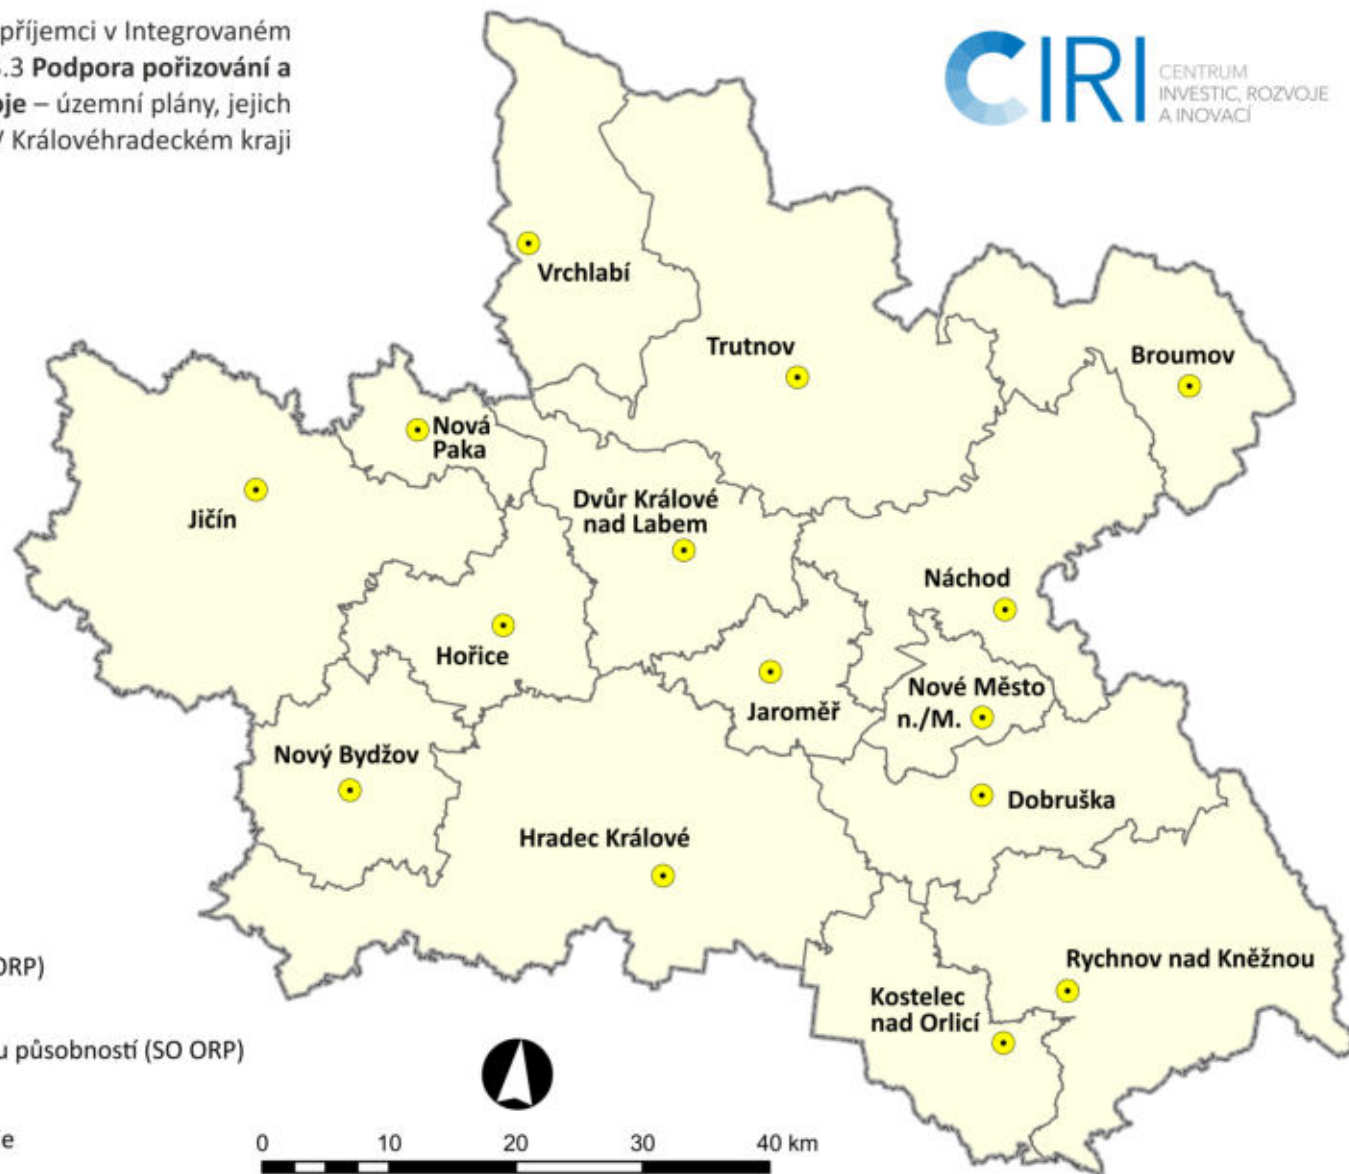 příjemci v Integrovaném
.3 Podpora pořizování a
je – územní plány, jejich
Královéhradeckém kraji
CIRI
CENTRUM
INVESTIC, ROZVOJE
A INOVACÍ
Vrchlabí
Trutnov
Broumov
Nová
Paka
Jičín
Dvůr Králové
nad Labem
Náchod
Hořice
Nové Město
n./M.
Jaroměř
Nový Bydžov
Dobruška
Hradec Králové
Rychnov nad Kněžnou
Kostelec
nad Orlicí
ORP)
u působností (SO ORP)
e
0 10 20 30 40 km